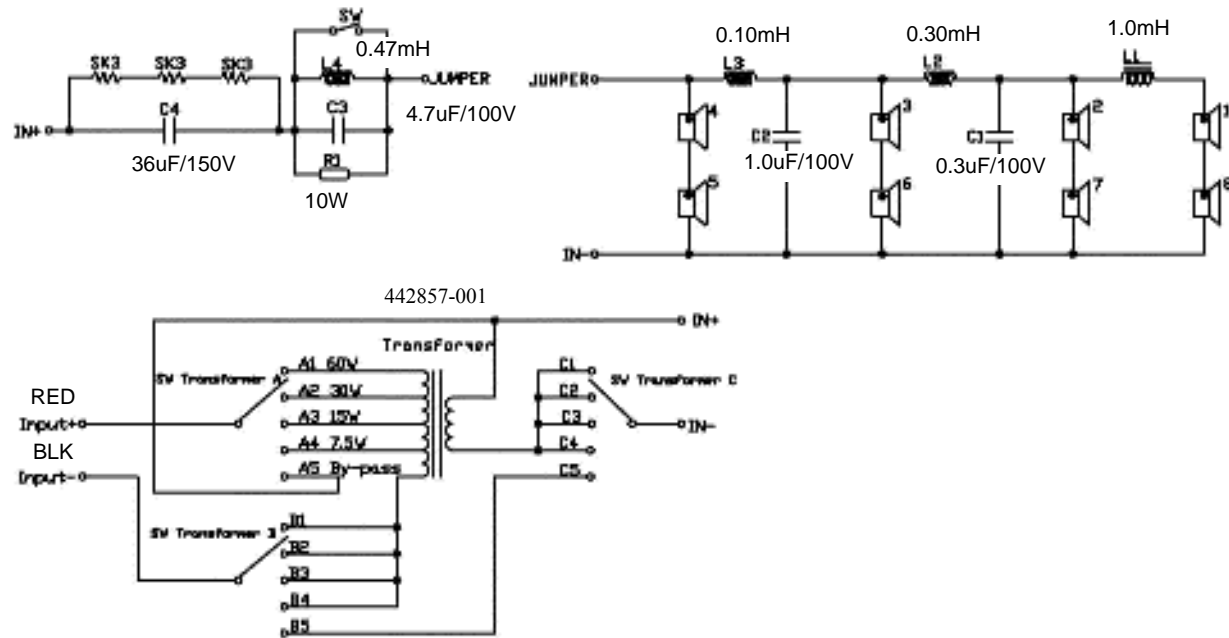 SW
0.47mH
SK3 SK3 SK3
L4
JUMPER
C4
C3
4.7uF/100V
IN+
36uF/150V
R1
10W
0.10mH
0.30mH
1.0mH
L3
L2
L1
JUMPER
4
3
2
1
C2
C1
1.0uF/100V
0.3uF/100V
5
6
7
8
IN-
442857-001
IN+
Transformer
A1 60W
SW Transformer A
A2 30W
A3 15W
A4 7.5W
A5 By-pass
RED
Input+
BLK
Input-
C1
SW Transformer C
C2
C3
IN-
C4
C5
B1
SW Transformer B
B2
B3
B4
B5